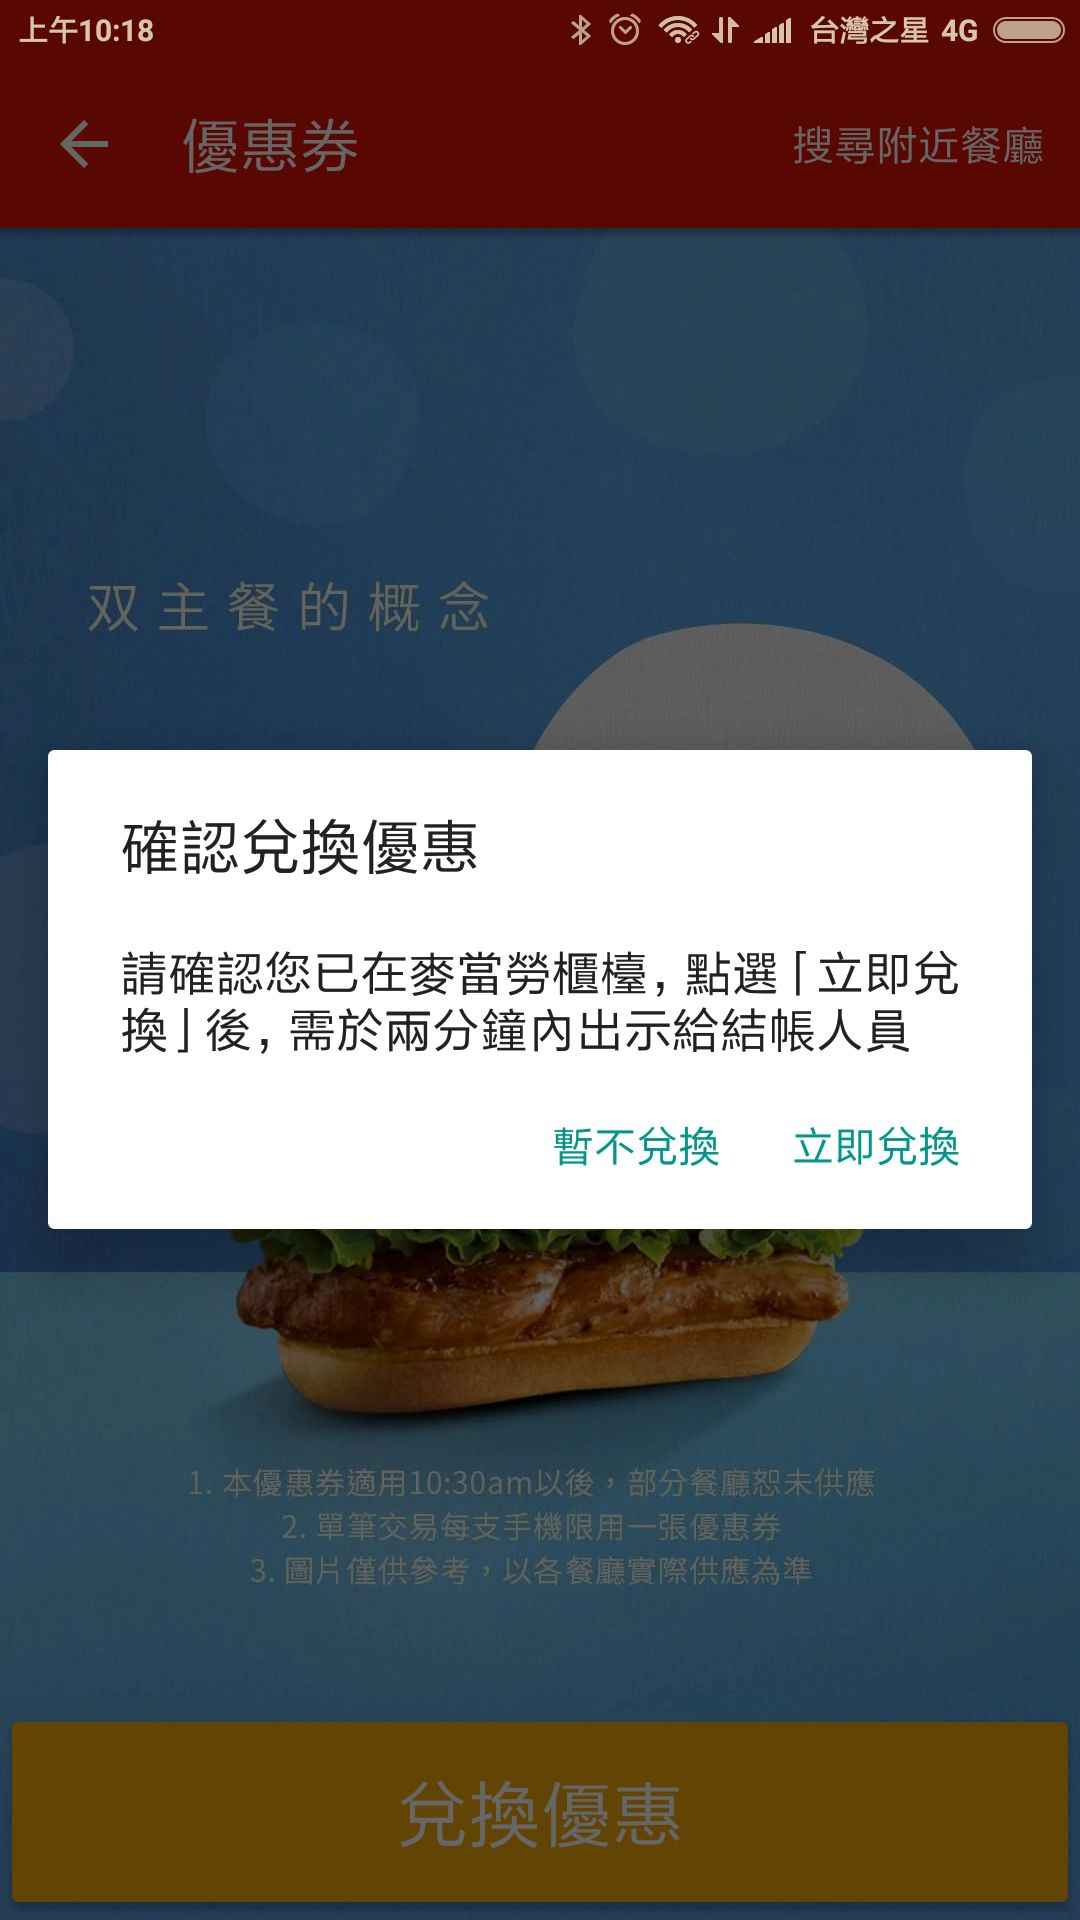 上午10:18
台灣之星 4G
優惠券
搜尋附近餐廳
双主餐的概念
確認兌換優惠
請確認您已在麥當勞櫃檯,點選「立即兌
換」後,需於兩分鐘內出示給結帳人員
暫不兌換 立即兌換
1. 本優惠券適用10:30am以後，部分餐廳恕未供應
2. 單筆交易每支手機限用一張優惠券
3. 圖片僅供參考，以各餐廳實際供應為準
兌換優惠